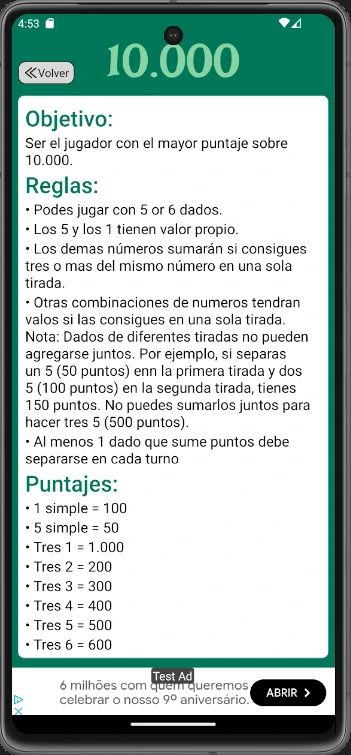 4:53
10.000
Volver
Objetivo:
Ser el jugador con el mayor puntaje sobre
10.000.
Reglas:
• Podes jugar con 5 or 6 dados.
• Los 5 y los 1 tienen valor propio.
• Los demas números sumarán si consigues
tres o mas del mismo número en una sola
tirada.
• Otras combinaciones de numeros tendran
valos si las consigues en una sola tirada.
Nota: Dados de diferentes tiradas no pueden
agregarse juntos. Por ejemplo, si separas
un 5 (50 puntos) enn la primera tirada y dos
5 (100 puntos) en la segunda tirada, tienes
150 puntos. No puedes sumarlos juntos para
hacer tres 5 (500 puntos).
• Al menos 1 dado que sume puntos debe
separarse en cada turno
Puntajes:
• 1 simple = 100
• 5 simple = 50
• Tres 1 = 1.000
• Tres 2 = 200
• Tres 3 = 300
• Tres 4 = 400
• Tres 5 = 500
• Tres 6 = 600
Test Ad
6 milhões com quem queremos
celebrar o nosso 9º aniversário.
ABRIR